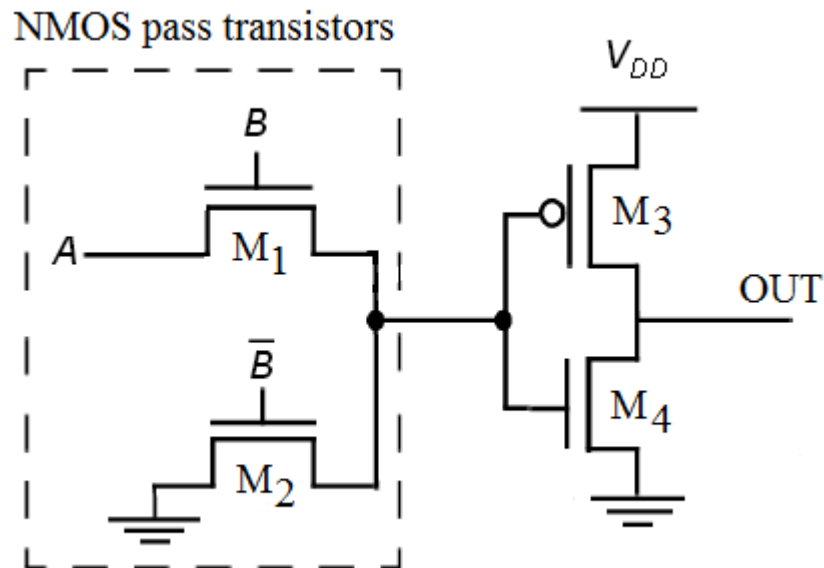 NMOS pass transistors
V_DD
B
M₃
A
M₁
OUT
B̅
M₄
M₂